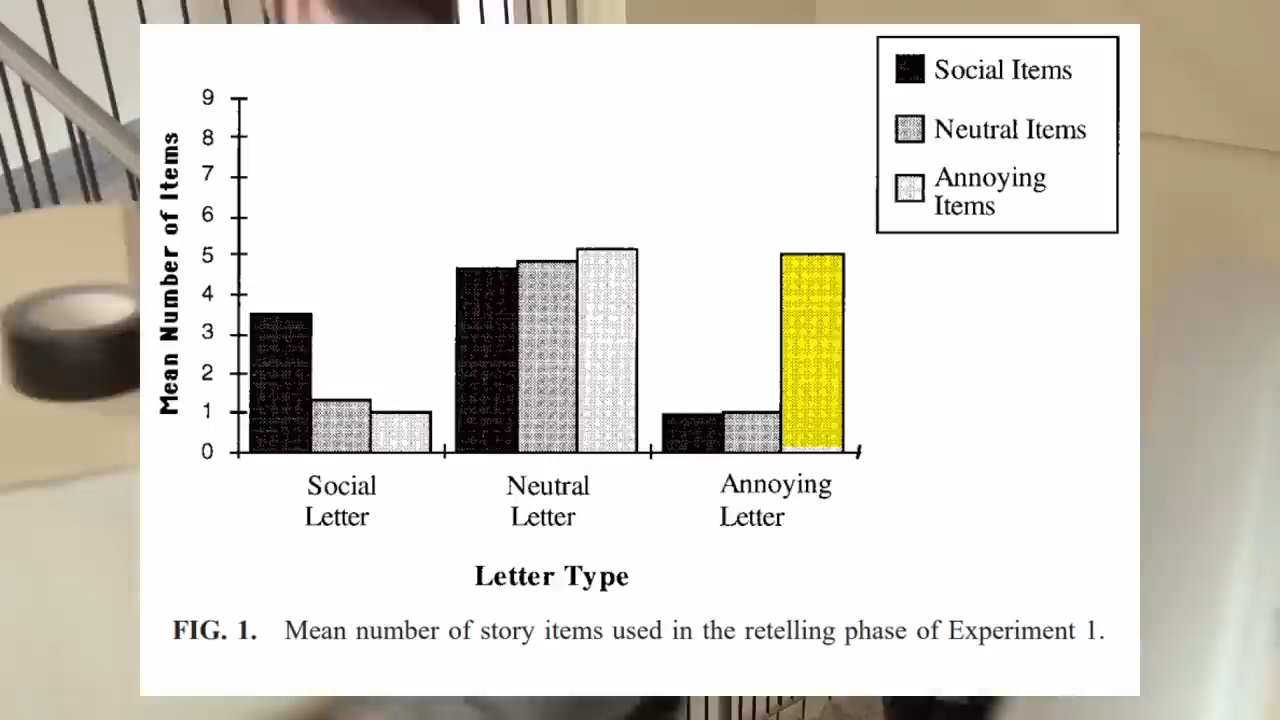 Social Items
Neutral Items
Annoying
Items
Mean Number of Items
9
8
7
6
5
4
3
2
1
0
Social
Letter
Neutral
Letter
Annoying
Letter
Letter Type
FIG. 1. Mean number of story items used in the retelling phase of Experiment 1.